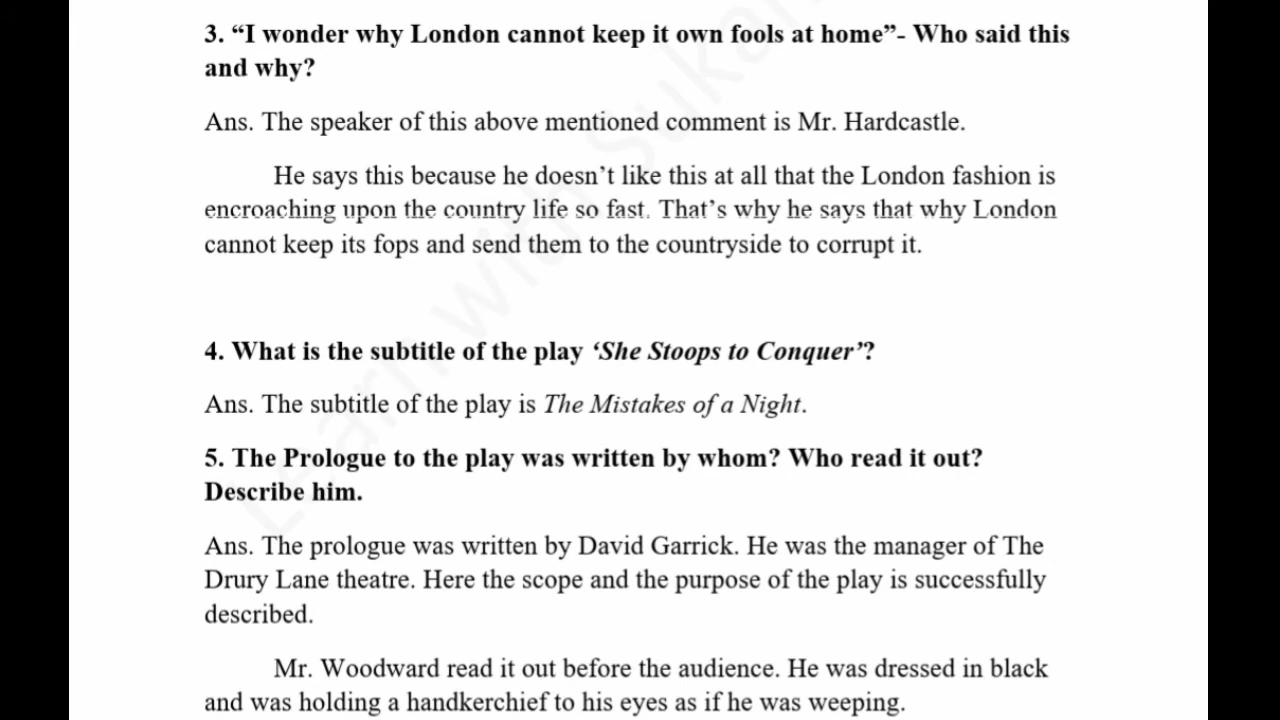 3. “I wonder why London cannot keep it own fools at home”- Who said this
and why?
Ans. The speaker of this above mentioned comment is Mr. Hardcastle.
He says this because he doesn’t like this at all that the London fashion is
encroaching upon the country life so fast. That’s why he says that why London
cannot keep its fops and send them to the countryside to corrupt it.
4. What is the subtitle of the play ‘She Stoops to Conquer’?
Ans. The subtitle of the play is The Mistakes of a Night.
5. The Prologue to the play was written by whom? Who read it out?
Describe him.
Ans. The prologue was written by David Garrick. He was the manager of The
Drury Lane theatre. Here the scope and the purpose of the play is successfully
described.
Mr. Woodward read it out before the audience. He was dressed in black
and was holding a handkerchief to his eyes as if he was weeping.
Learn with Sukan